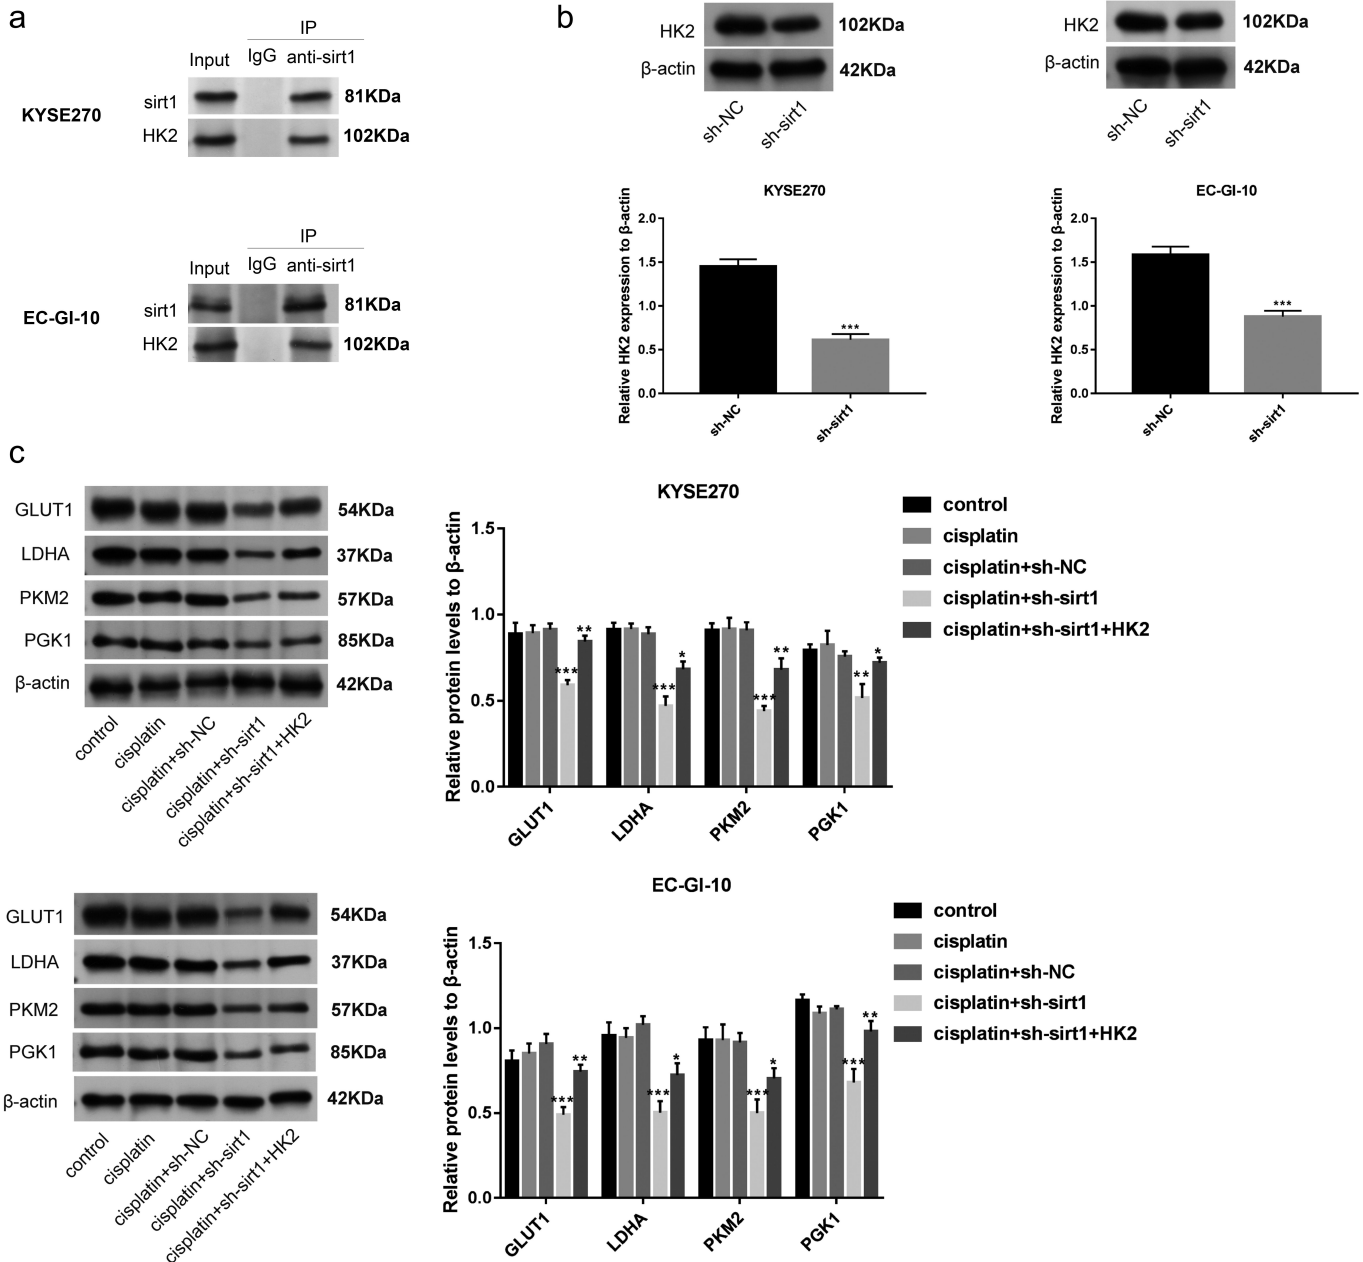 a
IP
Input IgG anti-sirt1
KYSE270
sirt1 81KDa
HK2 102KDa
IP
Input IgG anti-sirt1
EC-GI-10
sirt1 81KDa
HK2 102KDa
b
HK2 102KDa
β-actin 42KDa
sh-NC sh-sirt1
HK2 102KDa
β-actin 42KDa
sh-NC sh-sirt1
KYSE270
Relative HK2 expression to β-actin
2.0
1.5
1.0
0.5
0.0
***
sh-NC sh-sirt1
EC-GI-10
Relative HK2 expression to β-actin
2.0
1.5
1.0
0.5
0.0
***
sh-NC sh-sirt1
c
GLUT1 54KDa
LDHA 37KDa
PKM2 57KDa
PGK1 85KDa
β-actin 42KDa
control
cisplatin
cisplatin+sh-NC
cisplatin+sh-sirt1
cisplatin+sh-sirt1+HK2
KYSE270
Relative protein levels to β-actin
1.5
1.0
0.5
0.0
*** **
*** *
*** **
** *
GLUT1 LDHA PKM2 PGK1
control
cisplatin
cisplatin+sh-NC
cisplatin+sh-sirt1
cisplatin+sh-sirt1+HK2
GLUT1 54KDa
LDHA 37KDa
PKM2 57KDa
PGK1 85KDa
β-actin 42KDa
control
cisplatin
cisplatin+sh-NC
cisplatin+sh-sirt1
cisplatin+sh-sirt1+HK2
EC-GI-10
Relative protein levels to β-actin
1.5
1.0
0.5
0.0
*** **
*** *
*** *
*** **
GLUT1 LDHA PKM2 PGK1
control
cisplatin
cisplatin+sh-NC
cisplatin+sh-sirt1
cisplatin+sh-sirt1+HK2